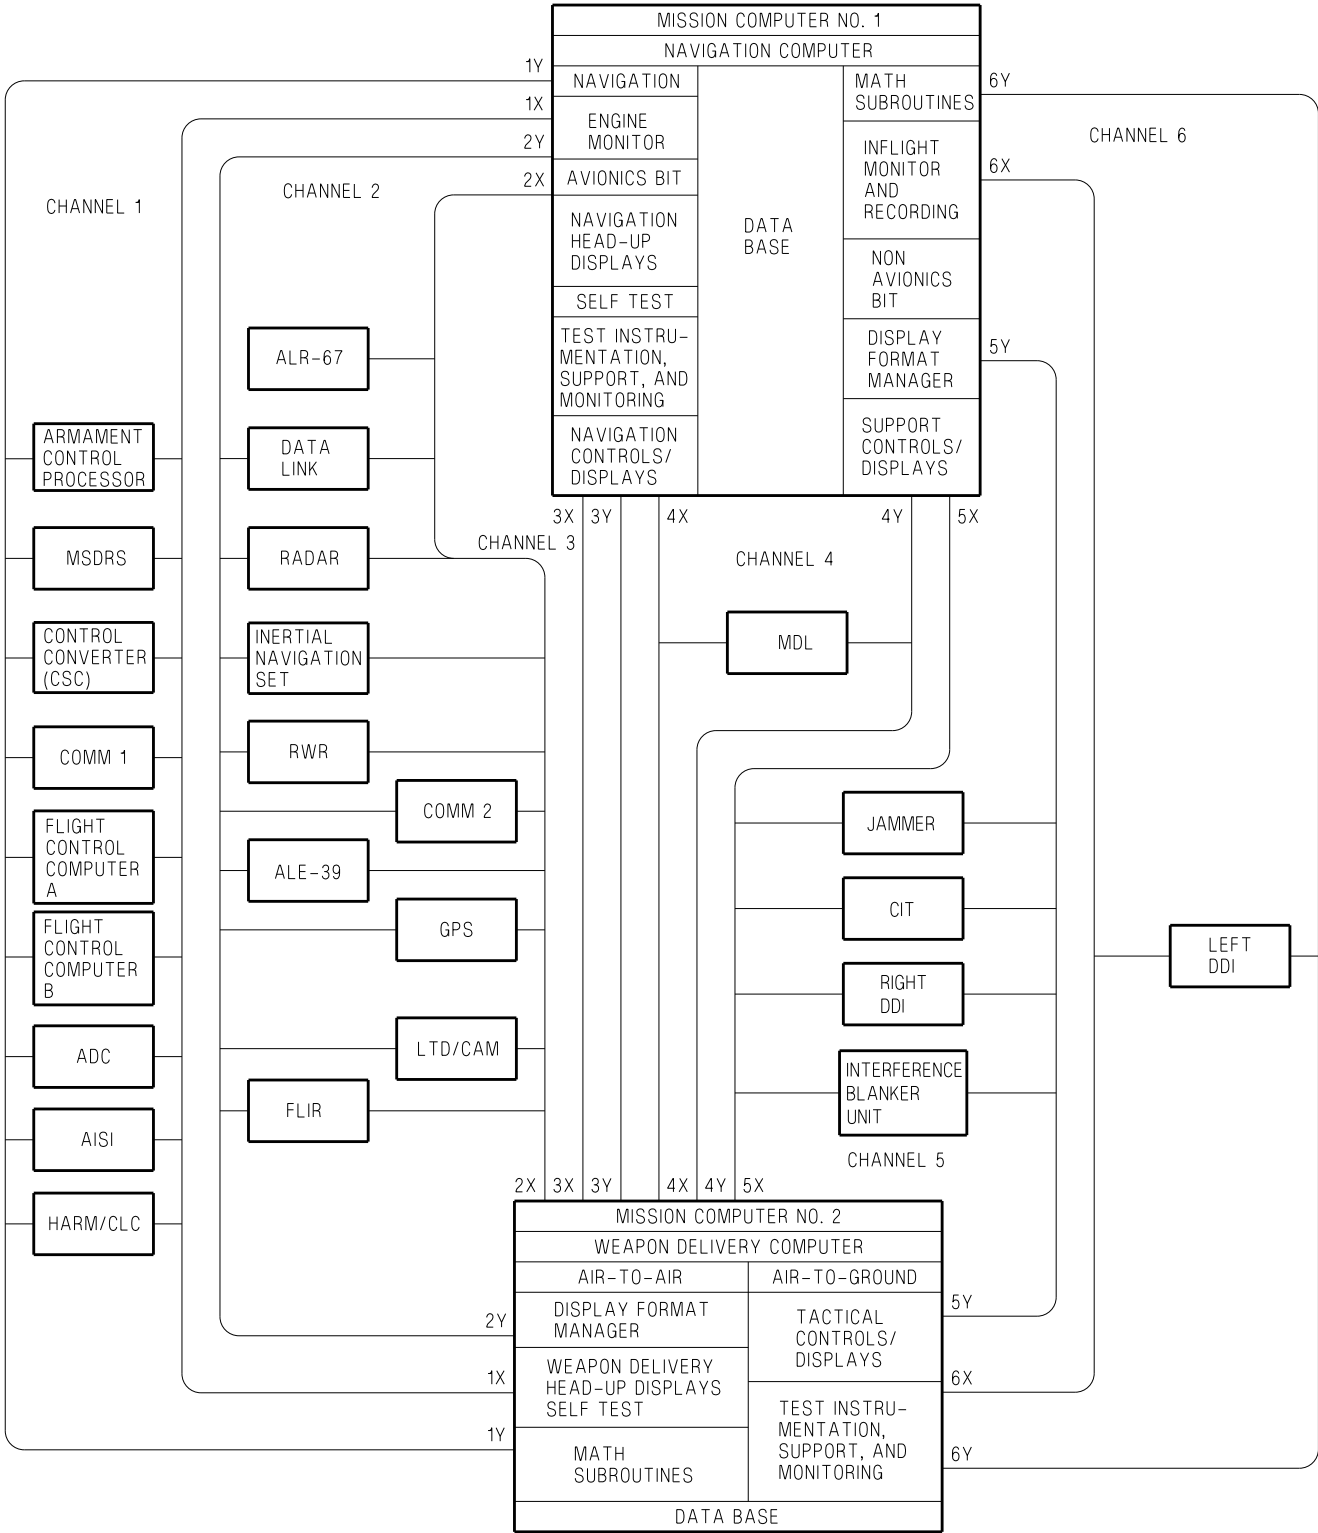 MISSION COMPUTER NO. 1
NAVIGATION COMPUTER
NAVIGATION
ENGINE
MONITOR
AVIONICS BIT
NAVIGATION
HEAD-UP
DISPLAYS
SELF TEST
TEST INSTRU-
MENTATION,
SUPPORT, AND
MONITORING
NAVIGATION
CONTROLS/
DISPLAYS
DATA
BASE
MATH
SUBROUTINES
INFLIGHT
MONITOR
AND
RECORDING
NON
AVIONICS
BIT
DISPLAY
FORMAT
MANAGER
SUPPORT
CONTROLS/
DISPLAYS
1Y
1X
2Y
2X
6Y
6X
5Y
3X
3Y
4X
4Y
5X
CHANNEL 1
ARMAMENT
CONTROL
PROCESSOR
MSDRS
CONTROL
CONVERTER
(CSC)
COMM 1
FLIGHT
CONTROL
COMPUTER
A
FLIGHT
CONTROL
COMPUTER
B
ADC
AISI
HARM/CLC
CHANNEL 2
ALR-67
DATA
LINK
RADAR
INERTIAL
NAVIGATION
SET
RWR
COMM 2
ALE-39
GPS
LTD/CAM
FLIR
CHANNEL 3
CHANNEL 4
MDL
JAMMER
CIT
RIGHT
DDI
INTERFERENCE
BLANKER
UNIT
CHANNEL 5
CHANNEL 6
LEFT
DDI
2X
3X
3Y
4X
4Y
5X
MISSION COMPUTER NO. 2
WEAPON DELIVERY COMPUTER
AIR-TO-AIR
DISPLAY FORMAT
MANAGER
WEAPON DELIVERY
HEAD-UP DISPLAYS
SELF TEST
MATH
SUBROUTINES
AIR-TO-GROUND
TACTICAL
CONTROLS/
DISPLAYS
TEST INSTRU-
MENTATION,
SUPPORT, AND
MONITORING
DATA BASE
2Y
1X
1Y
5Y
6X
6Y